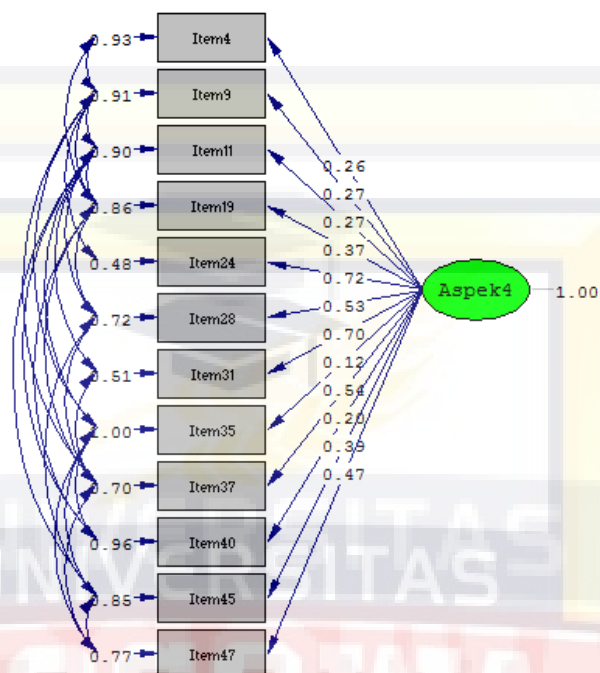 0.93 Item4
0.91 Item9
0.90 Item11
0.86 Item19
0.48 Item24
0.72 Item28
0.51 Item31
1.00 Item35
0.70 Item37
0.96 Item40
0.85 Item45
0.77 Item47
0.26
0.27
0.27
0.37
0.72
0.53
0.70
0.12
0.54
0.20
0.39
0.47
Aspek4 1.00
UNIVERSITAS
UNIVERSITAS